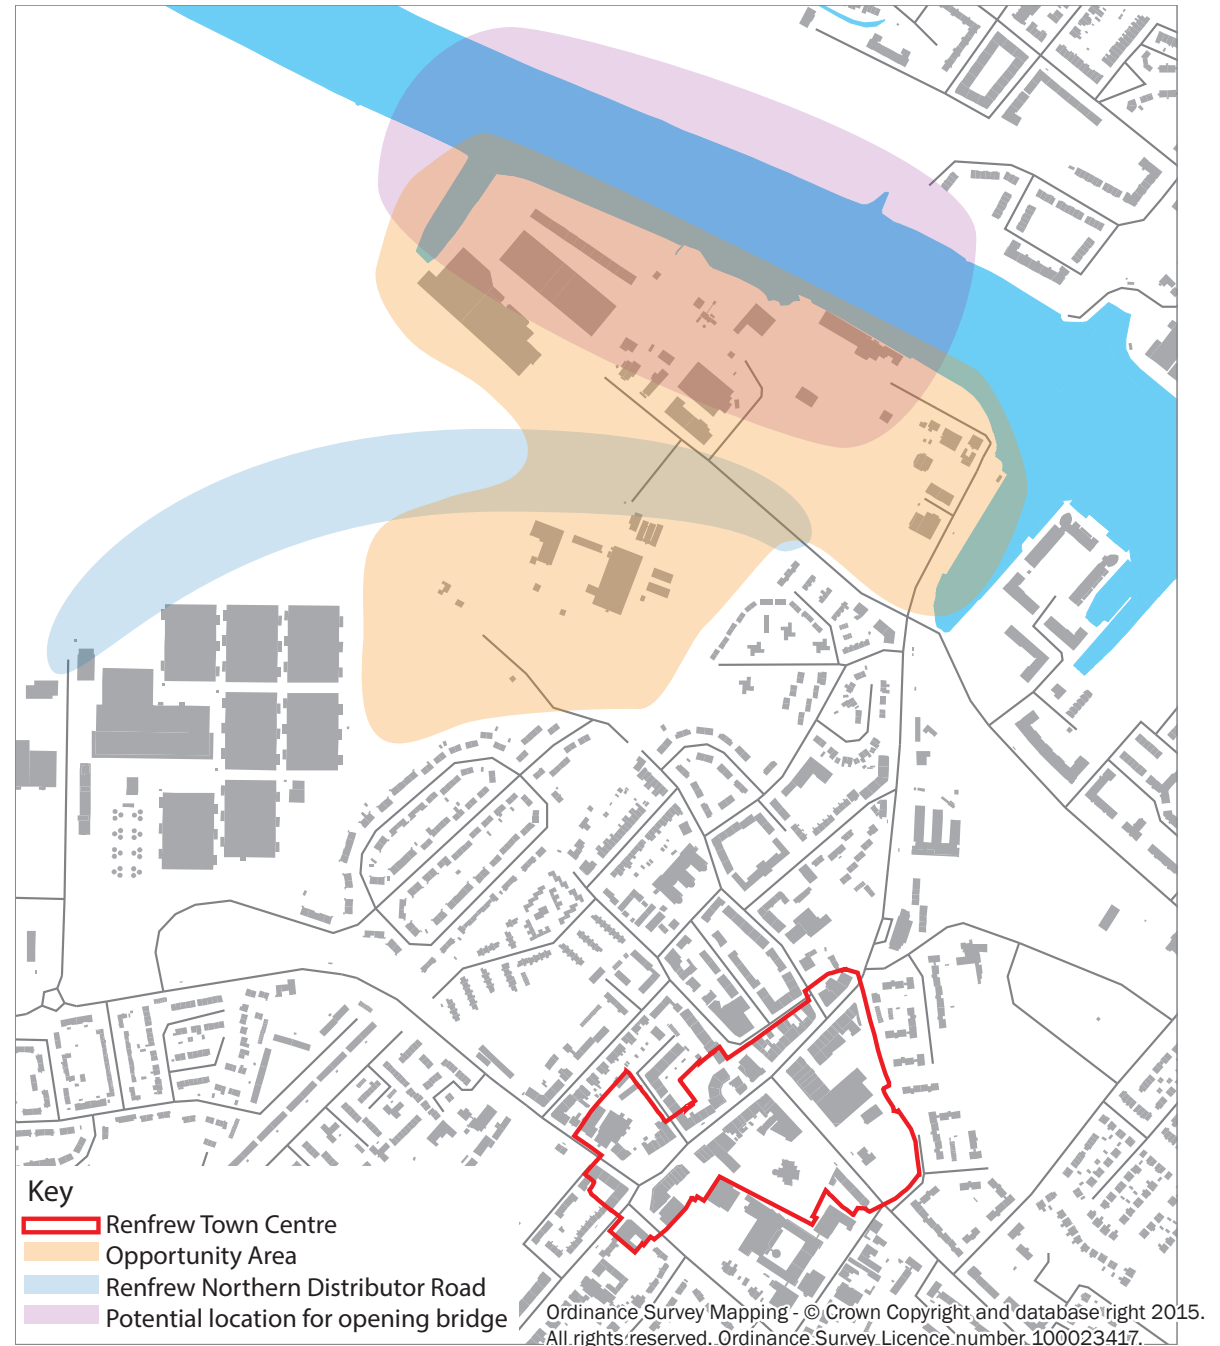 Key
Renfrew Town Centre
Opportunity Area
Renfrew Northern Distributor Road
Potential location for opening bridge
Ordinance Survey Mapping - © Crown Copyright and database right 2015.
All rights reserved. Ordinance Survey Licence number 100023417.